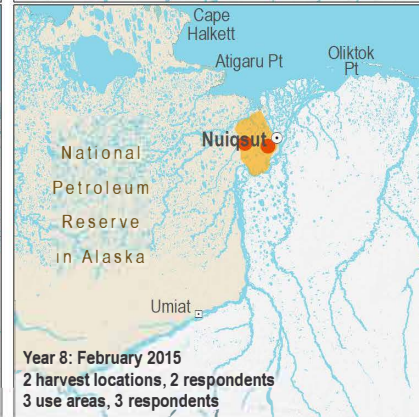 Cape
Halkett
Atigaru Pt
Oliktok
Pt
Nuiqsut
National
Petroleum
Reserve
in Alaska
Umiat
Year 8: February 2015
2 harvest locations, 2 respondents
3 use areas, 3 respondents